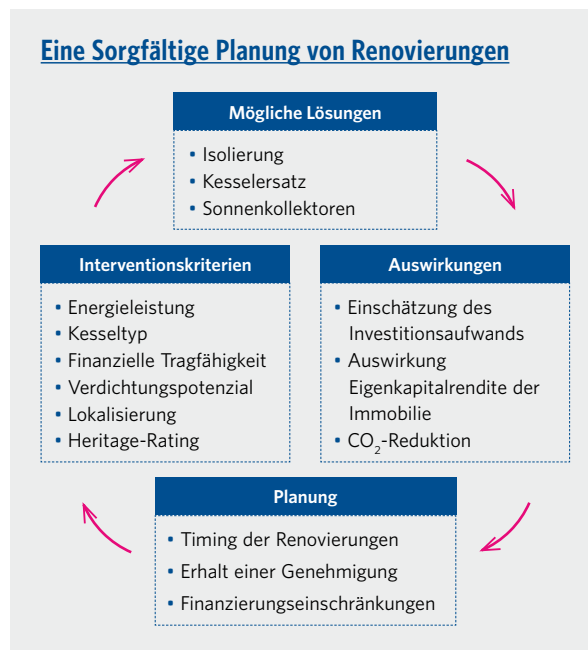 Eine Sorgfältige Planung von Renovierungen
Mögliche Lösungen
• Isolierung
• Kesselersatz
• Sonnenkollektoren
Interventionskriterien
• Energieleistung
• Kesseltyp
• Finanzielle Tragfähigkeit
• Verdichtungspotenzial
• Lokalisierung
• Heritage-Rating
Auswirkungen
• Einschätzung des
Investitionsaufwands
• Auswirkung
Eigenkapitalrendite der
Immobilie
• CO₂-Reduktion
Planung
• Timing der Renovierungen
• Erhalt einer Genehmigung
• Finanzierungseinschränkungen